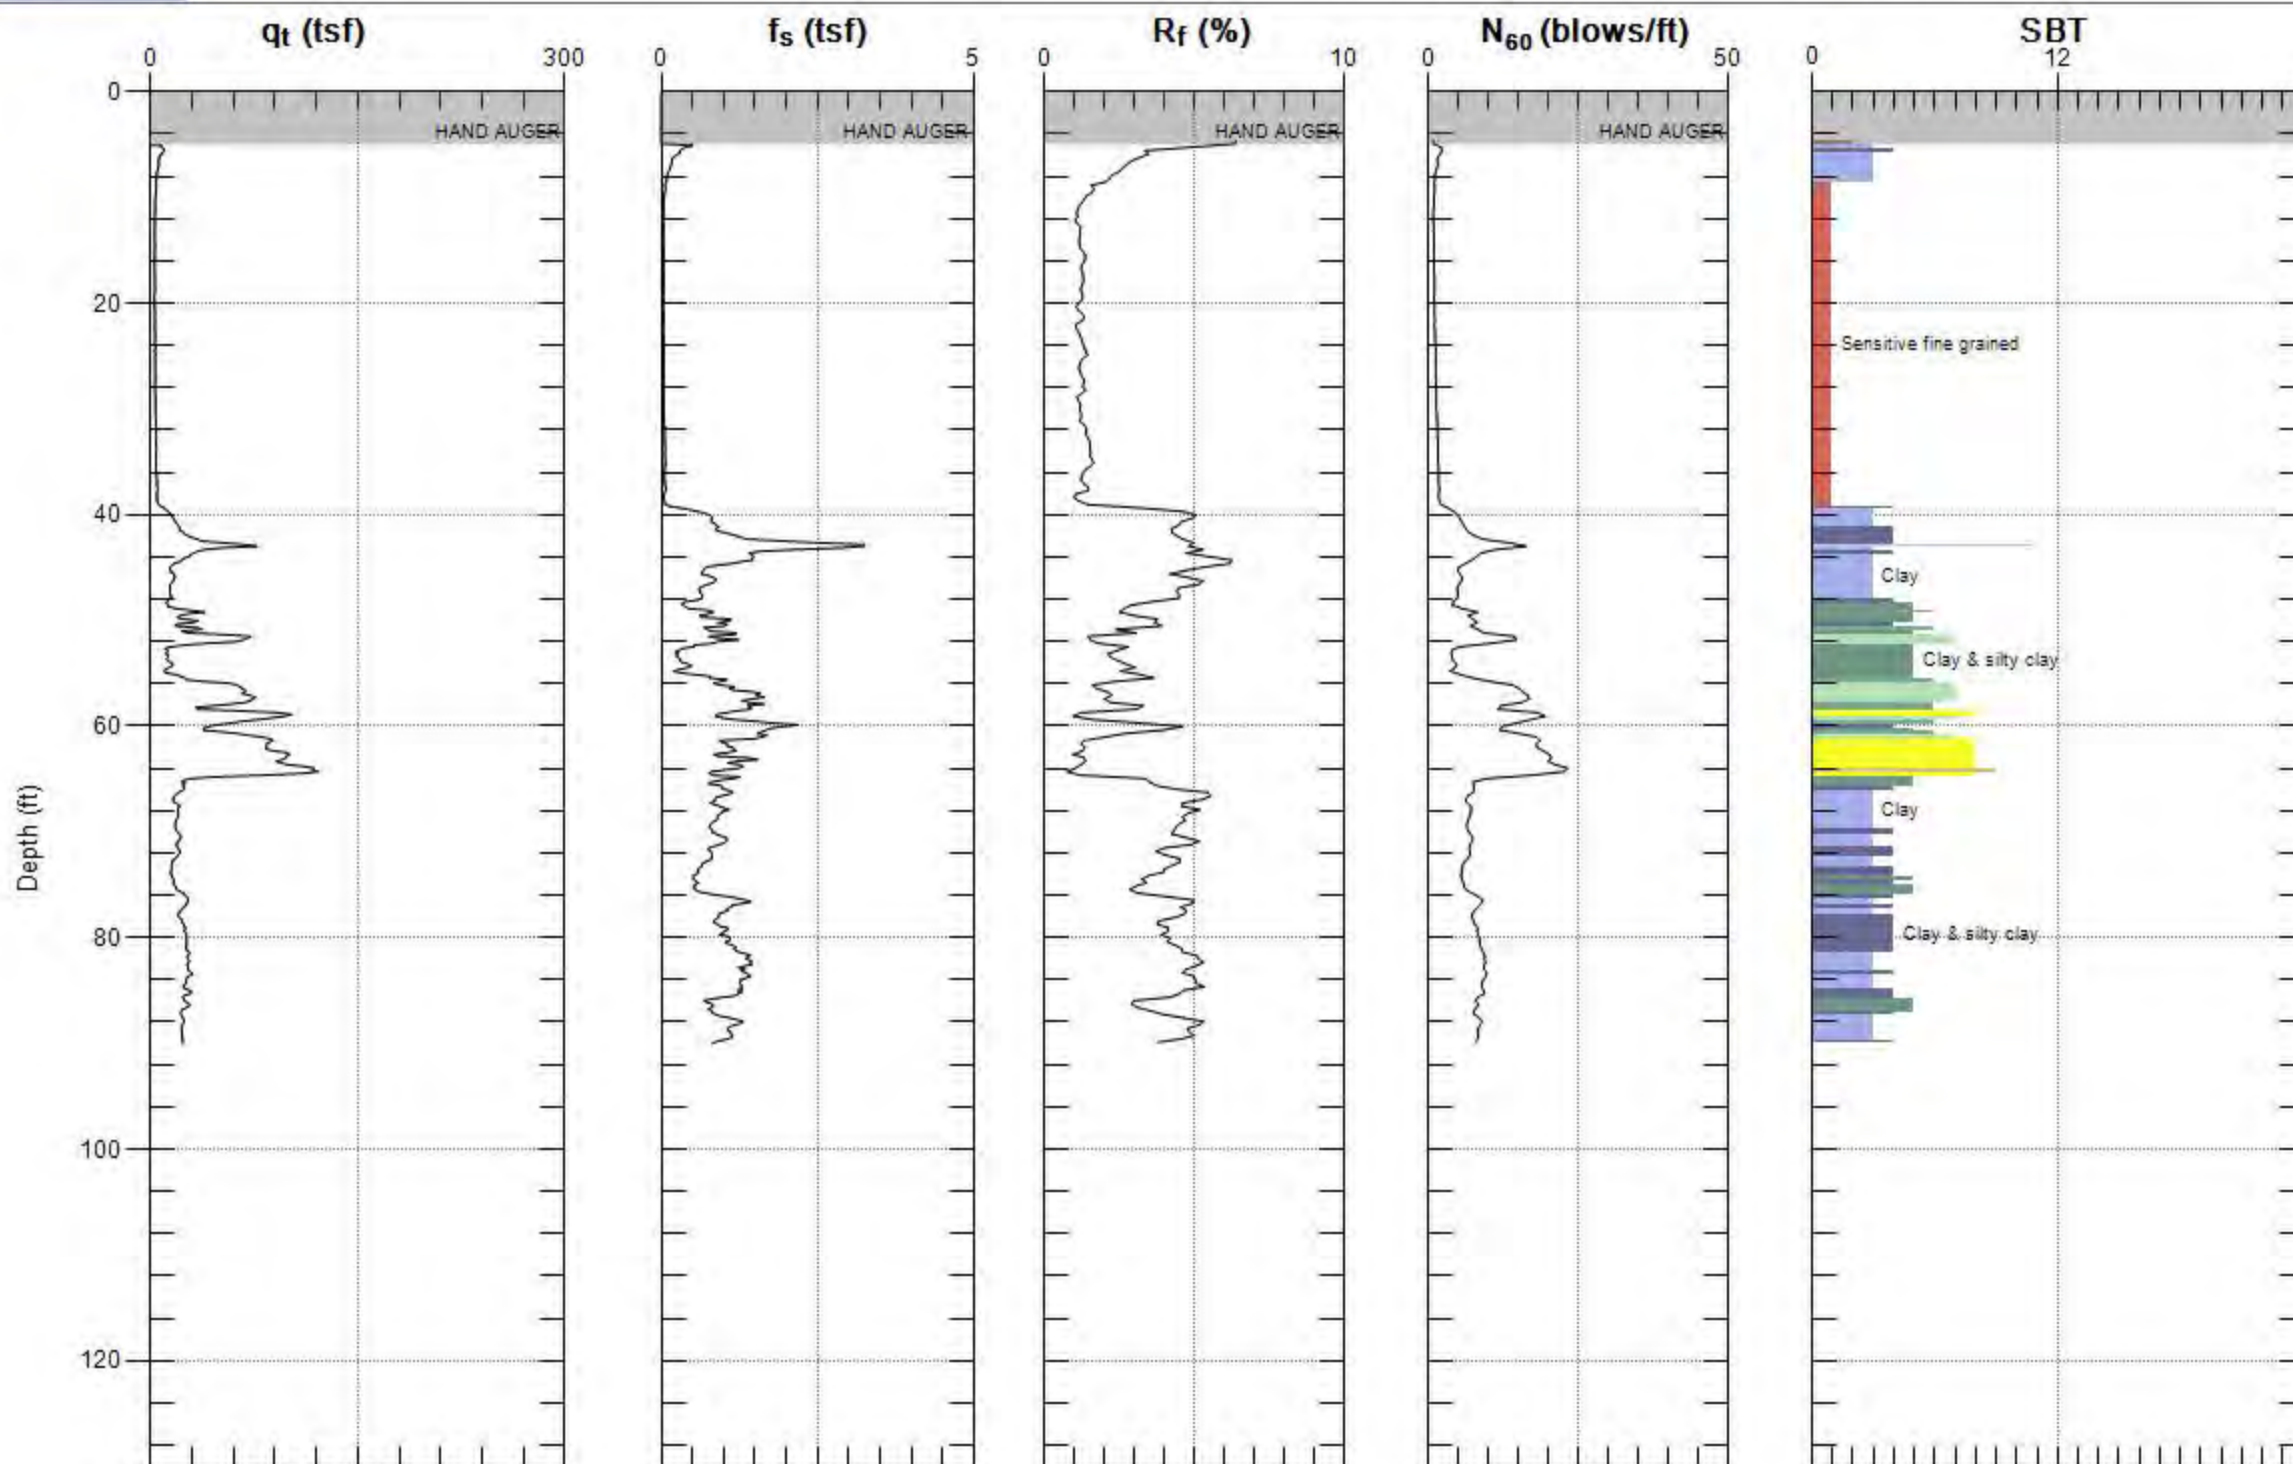 qt (tsf) fs (tsf) Rf (%) N60 (blows/ft) SBT
0 300 0 5 0 10 0 50 0 12
0
HAND AUGER HAND AUGER HAND AUGER HAND AUGER
20
Sensitive fine grained
40
Clay
Clay & silty clay
60
Clay
Depth (ft)
80
Clay & silty clay
100
120